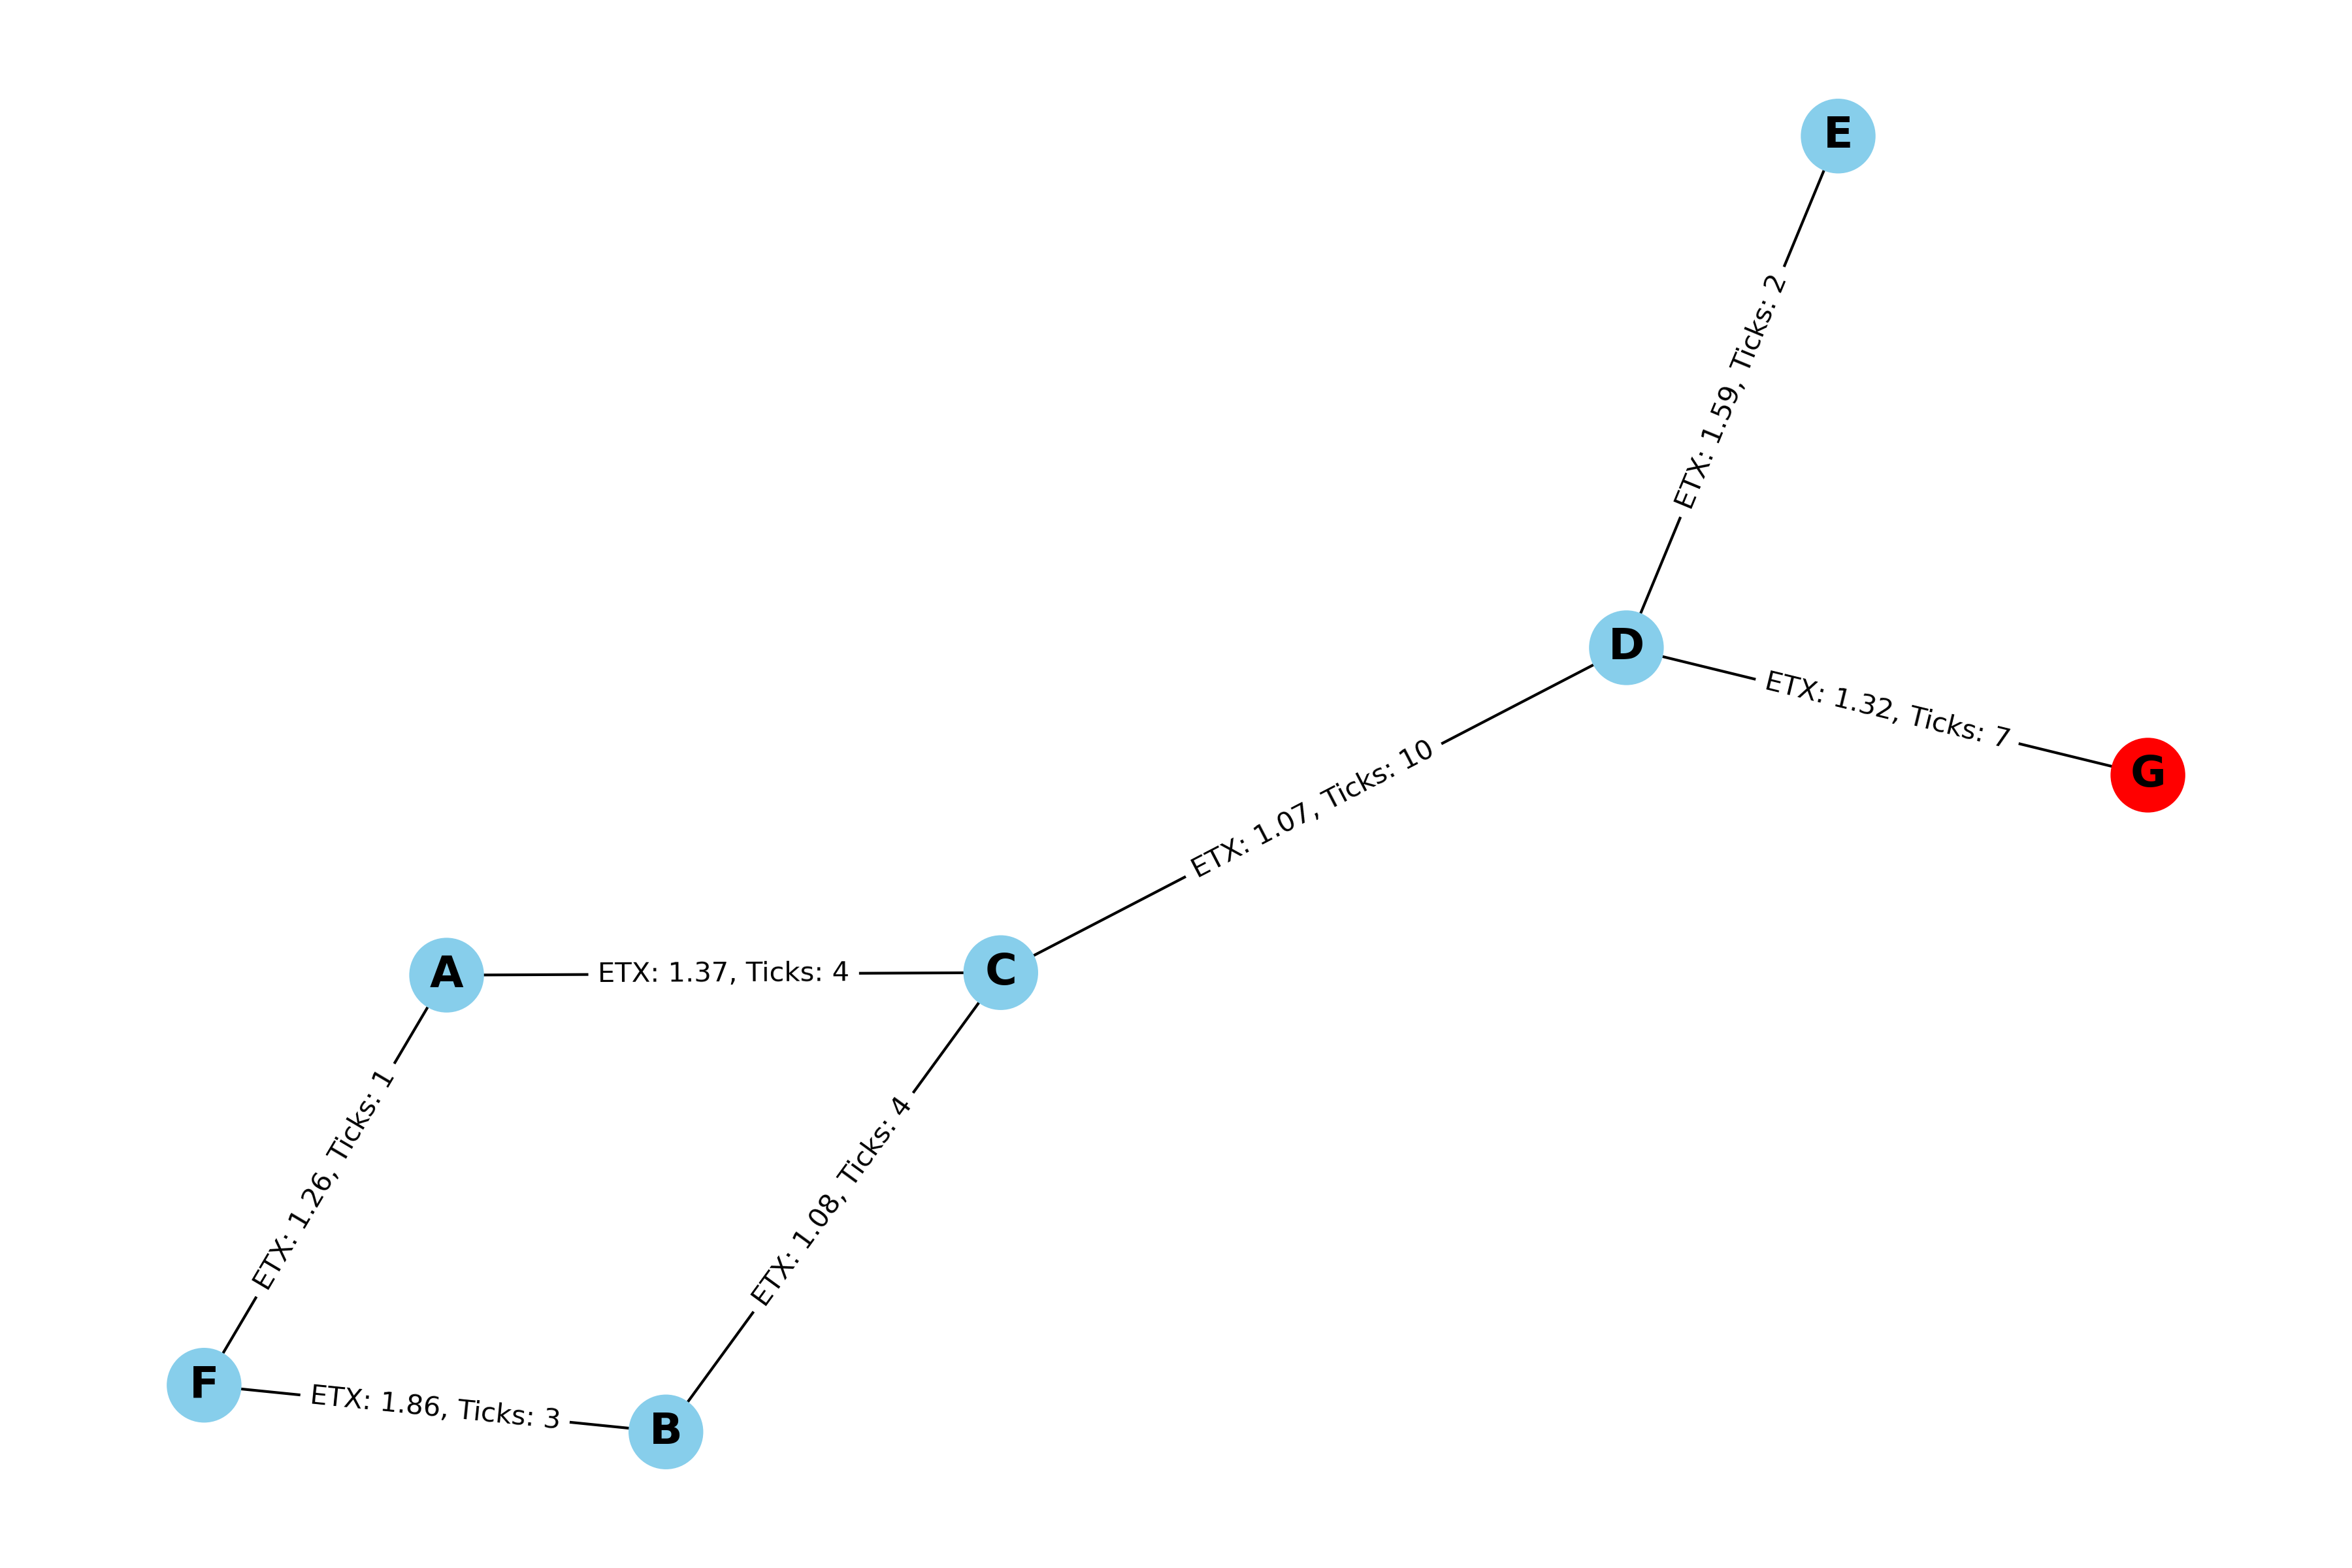 E
ETX: 1.59, Ticks: 2
D
ETX: 1.32, Ticks: 7
G
ETX: 1.07, Ticks: 10
A
ETX: 1.37, Ticks: 4
C
ETX: 1.26, Ticks: 1
ETX: 1.08, Ticks: 4
F
ETX: 1.86, Ticks: 3
B